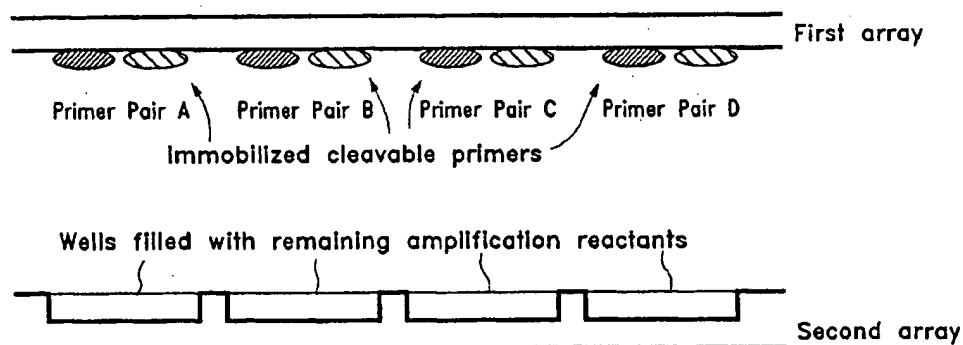 First array
Primer Pair A Primer Pair B Primer Pair C Primer Pair D
Immobilized cleavable primers
Wells filled with remaining amplification reactants
Second array